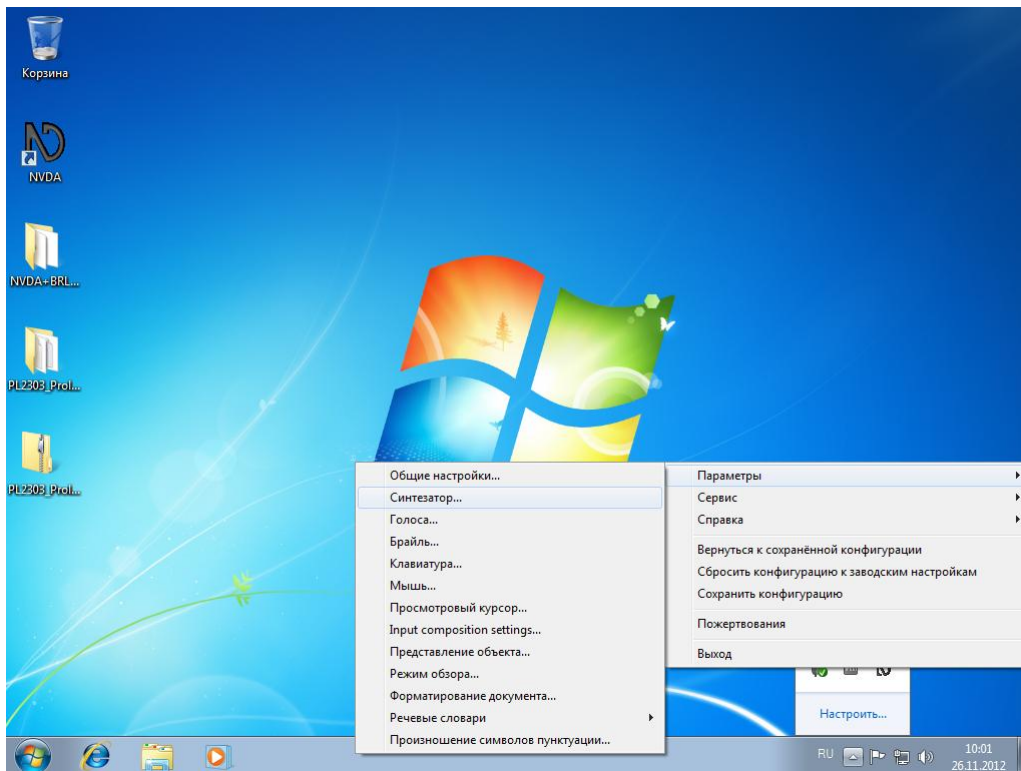 Корзина
NVDA
NVDA+BRL...
PL2303_Proli...
PL2303_Proli...
Общие настройки...
Синтезатор...
Голоса...
Брайль...
Клавиатура...
Мышь...
Просмотровый курсор...
Input composition settings...
Представление объекта...
Режим обзора...
Форматирование документа...
Речевые словари
Произношение символов пунктуации...
Параметры
Сервис
Справка
Вернуться к сохранённой конфигурации
Сбросить конфигурацию к заводским настройкам
Сохранить конфигурацию
Пожертвования
Выход
Настроить...
RU
10:01
26.11.2012